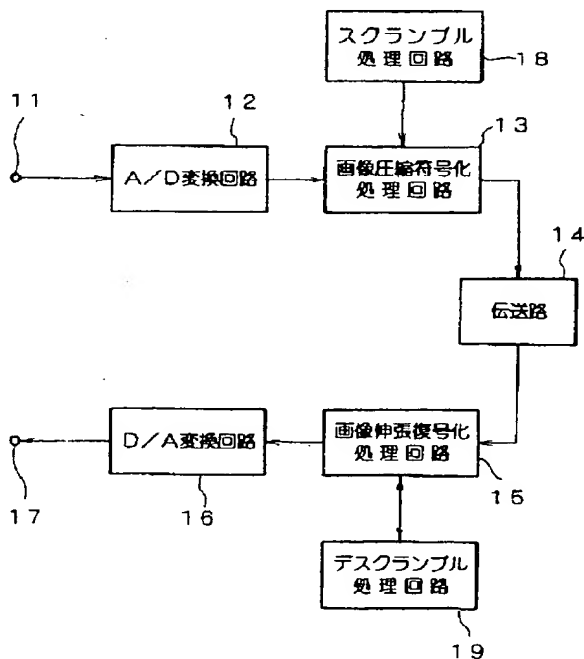 スクランブル
処理回路
18
11
12
13
A/D変換回路
画像圧縮符号化
処理回路
14
伝送路
D/A変換回路
画像伸張復号化
処理回路
17
16
15
デスクランブル
処理回路
19